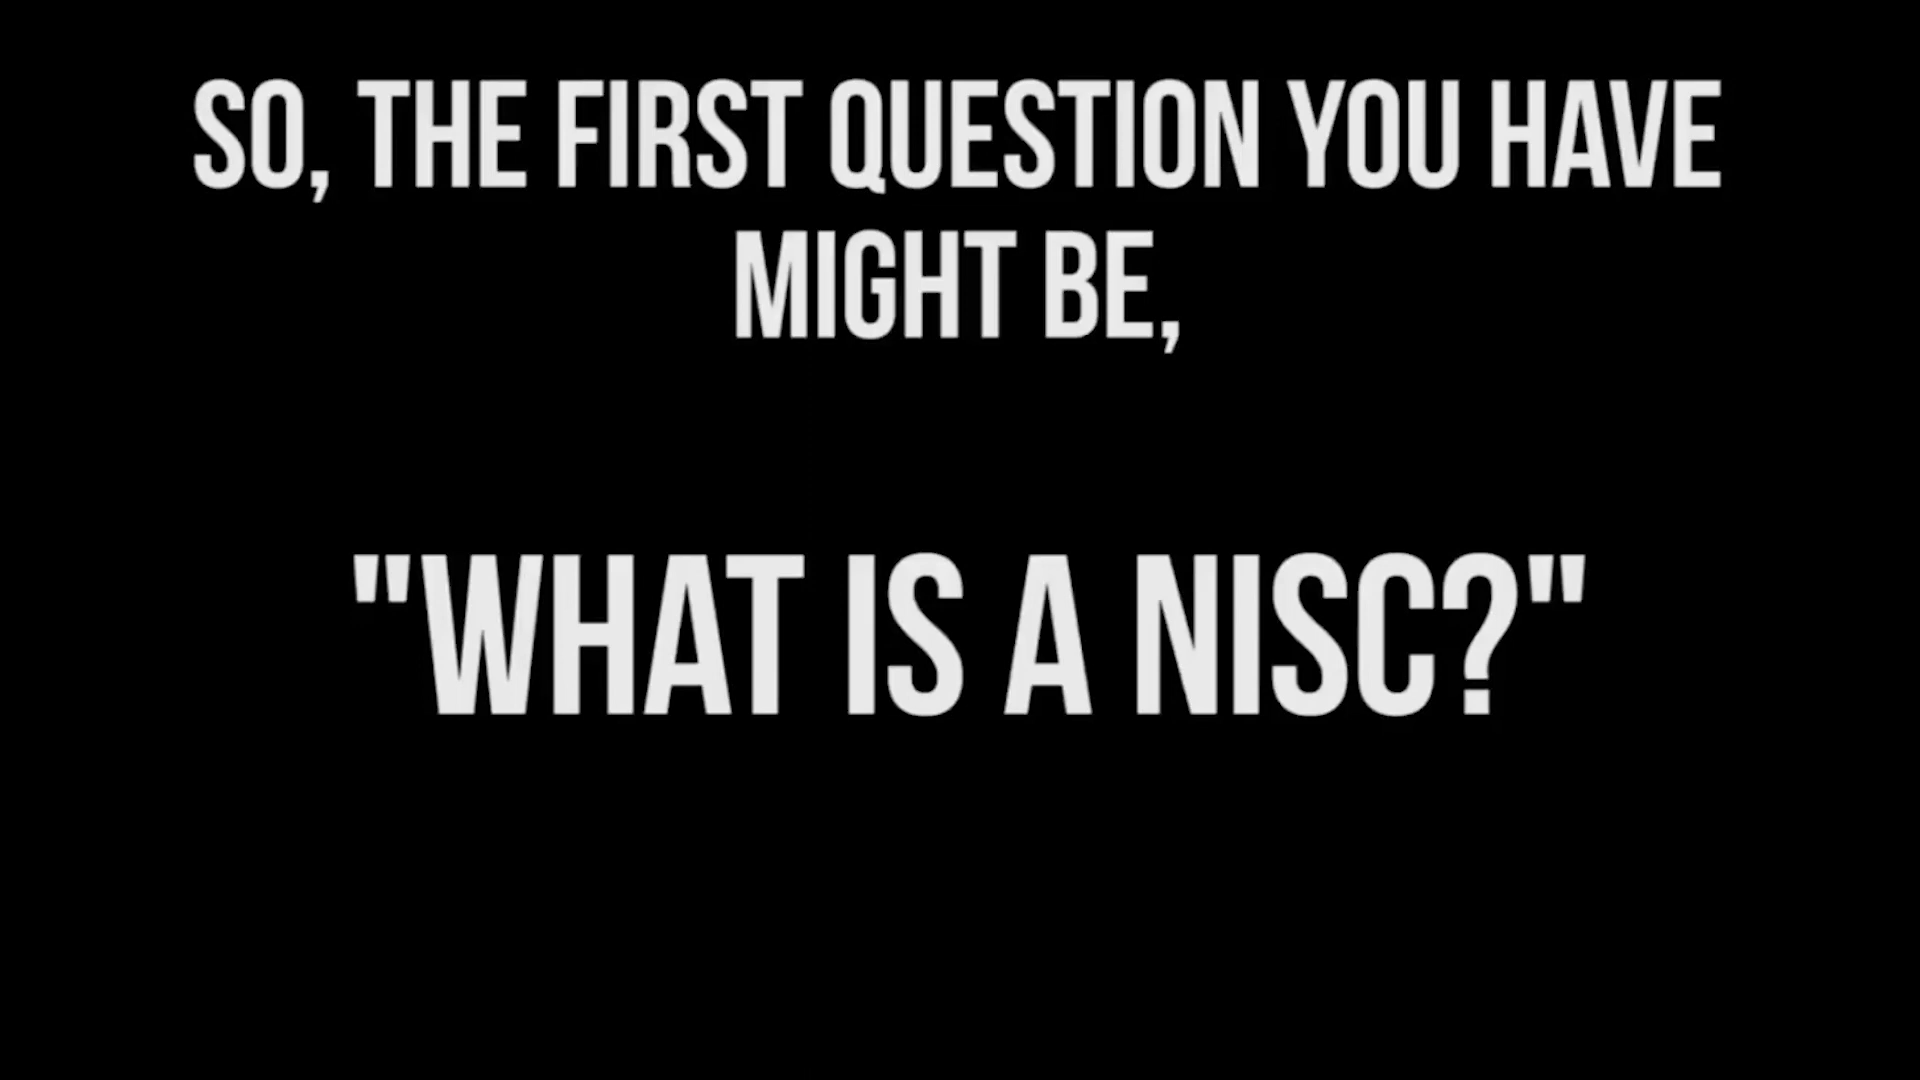 SO, THE FIRST QUESTION YOU HAVE
MIGHT BE,
"WHAT IS A NISC?"